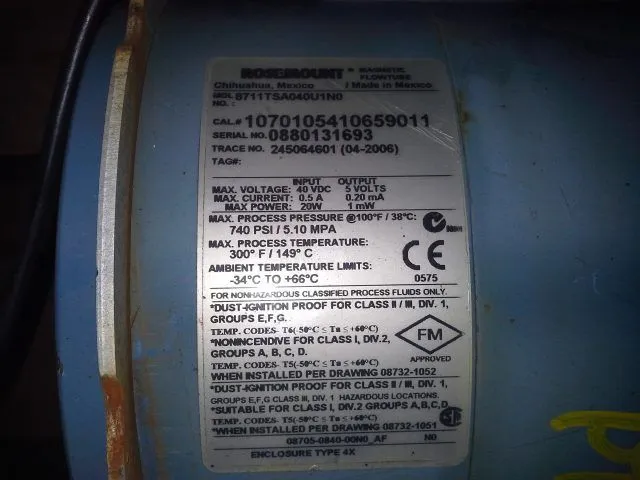 ROSEMOUNT® MAGNETIC FLOWTUBE
Chihuahua, Mexico / Made in Mexico
MDL 8711TSA040U1N0
NO.:
CAL.# 1070105410659011
SERIAL NO. 0880131693
TRACE NO. 245064601 (04-2006)
TAG#:
INPUT OUTPUT
MAX. VOLTAGE: 40 VDC 5 VOLTS
MAX. CURRENT: 0.5 A 0.20 mA
MAX POWER: 20W 1 mW
MAX. PROCESS PRESSURE @100°F / 38°C:
740 PSI / 5.10 MPA
MAX. PROCESS TEMPERATURE:
300° F / 149° C
CE
AMBIENT TEMPERATURE LIMITS:
-34°C TO +66°C
0575
FOR NONHAZARDOUS CLASSIFIED PROCESS FLUIDS ONLY.
*DUST-IGNITION PROOF FOR CLASS II / III, DIV. 1,
GROUPS E,F,G.
TEMP. CODES- T6(-50°C ≤ Ta ≤ +60°C)
*NONINCENDIVE FOR CLASS I, DIV.2,
GROUPS A, B, C, D.
FM
APPROVED
TEMP. CODES- T5(-50°C ≤ Ta ≤ +60°C)
WHEN INSTALLED PER DRAWING 08732-1052
*DUST-IGNITION PROOF FOR CLASS II / III, DIV. 1,
GROUPS E,F,G CLASS III, DIV. 1 HAZARDOUS LOCATIONS.
*SUITABLE FOR CLASS I, DIV.2 GROUPS A,B,C,D
TEMP. CODES- T5(-50°C ≤ Ta ≤ +60°C)
*WHEN INSTALLED PER DRAWING 08732-1051
08705-0840-00N0_AF N0
ENCLOSURE TYPE 4X